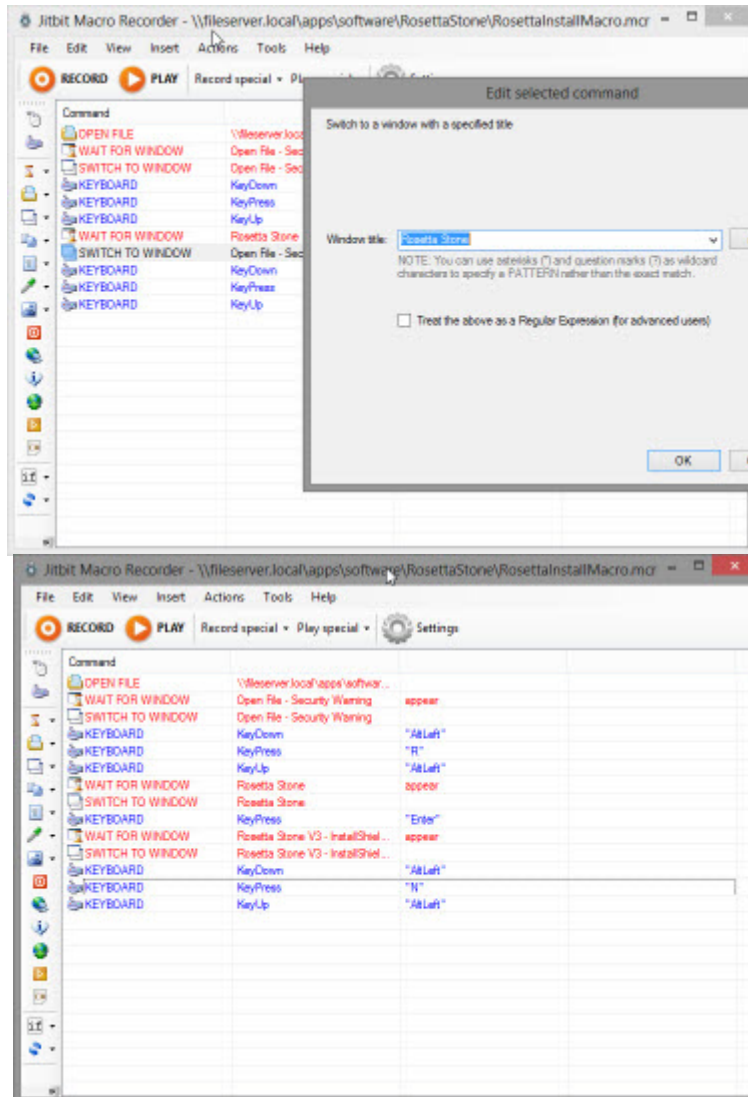 Jitbit Macro Recorder - \\fileserver.local\apps\software\RosettaStone\RosettaInstallMacro.mcr
File Edit View Insert Actions Tools Help
RECORD PLAY Record special
Edit selected command
Switch to a window with a specified title
Command
OPEN FILE \\fileserver.loca
WAIT FOR WINDOW Open File - Sec
SWITCH TO WINDOW Open File - Sec
KEYBOARD KeyDown
KEYBOARD KeyPress
KEYBOARD KeyUp
WAIT FOR WINDOW Rosetta Stone
SWITCH TO WINDOW Open File - Sec
KEYBOARD KeyDown
KEYBOARD KeyPress
KEYBOARD KeyUp
Window title: Rosetta Stone
NOTE: You can use asterisks (*) and question marks (?) as wildcard
characters to specify a PATTERN rather than the exact match.
Treat the above as a Regular Expression (for advanced users)
OK
if
Jitbit Macro Recorder - \\fileserver.local\apps\software\RosettaStone\RosettaInstallMacro.mcr
File Edit View Insert Actions Tools Help
RECORD PLAY Record special Play special Settings
Command
OPEN FILE \\fileserver.local\apps\softwar...
WAIT FOR WINDOW Open File - Security Warning appear
SWITCH TO WINDOW Open File - Security Warning
KEYBOARD KeyDown "AltLeft"
KEYBOARD KeyPress "R"
KEYBOARD KeyUp "AltLeft"
WAIT FOR WINDOW Rosetta Stone appear
SWITCH TO WINDOW Rosetta Stone
KEYBOARD KeyPress "Enter"
WAIT FOR WINDOW Rosetta Stone V3 - InstallShiel... appear
SWITCH TO WINDOW Rosetta Stone V3 - InstallShiel...
KEYBOARD KeyDown "AltLeft"
KEYBOARD KeyPress "N"
KEYBOARD KeyUp "AltLeft"
if